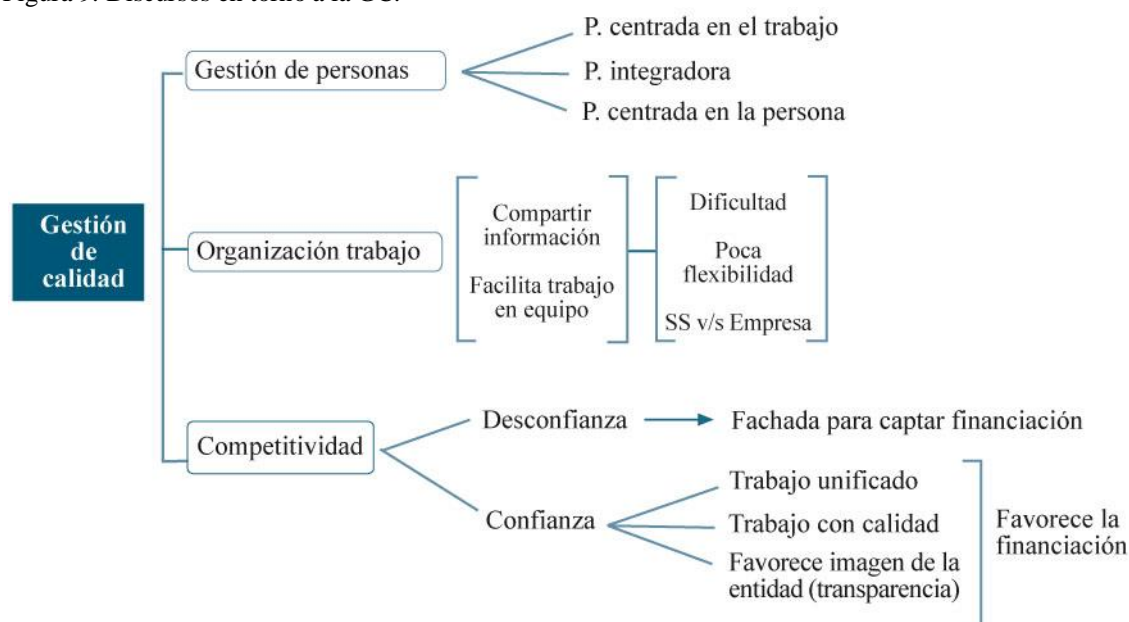 P. centrada en el trabajo
Gestión de personas
P. integradora
P. centrada en la persona
Gestión
de
calidad
Organización trabajo
Compartir
información
Facilita trabajo
en equipo
Dificultad
Poca
flexibilidad
SS v/s Empresa
Competitividad
Desconfianza
Fachada para captar financiación
Confianza
Trabajo unificado
Trabajo con calidad
Favorece imagen de la
entidad (transparencia)
Favorece la
financiación